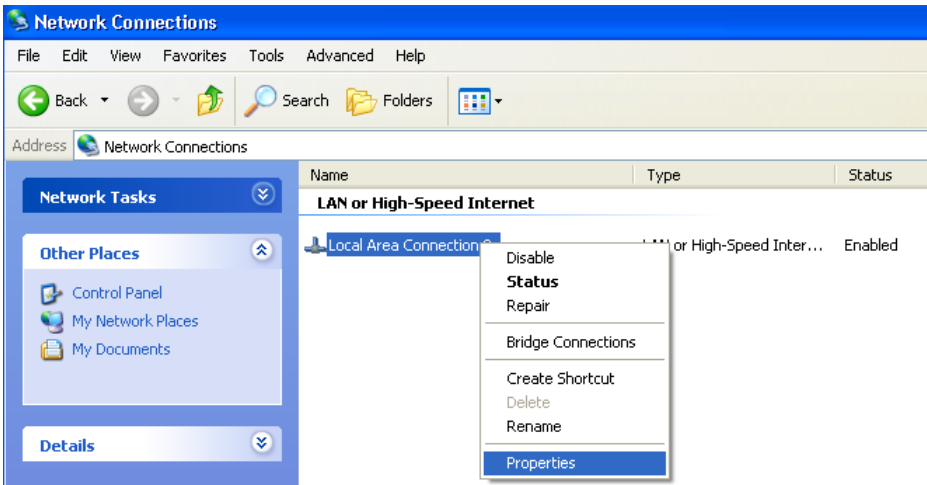 Network Connections
File Edit View Favorites Tools Advanced Help
Back Search Folders
Address Network Connections
Name Type Status
Network Tasks
LAN or High-Speed Internet
Other Places
Local Area Connection or High-Speed Inter... Enabled
Control Panel
My Network Places
My Documents
Details
Disable
Status
Repair
Bridge Connections
Create Shortcut
Delete
Rename
Properties